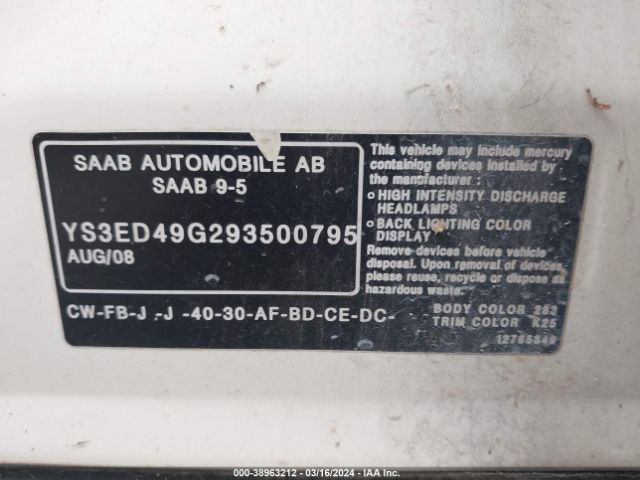 SAAB AUTOMOBILE AB
SAAB 9-5
YS3ED49G293500795
AUG/08
CW-FB-J -J -40-30-AF-BD-CE-DC-
This vehicle may include mercury
containing devices installed by
the manufacturer :
o HIGH INTENSITY DISCHARGE
HEADLAMPS
o BACK LIGHTING COLOR
DISPLAY
Remove devices before vehicle
disposal. Upon removal of devices
please reuse, recycle or dispose as
hazardous waste.
BODY COLOR 283
TRIM COLOR K25
000-38963212 - 03/16/2024 - IAA Inc.